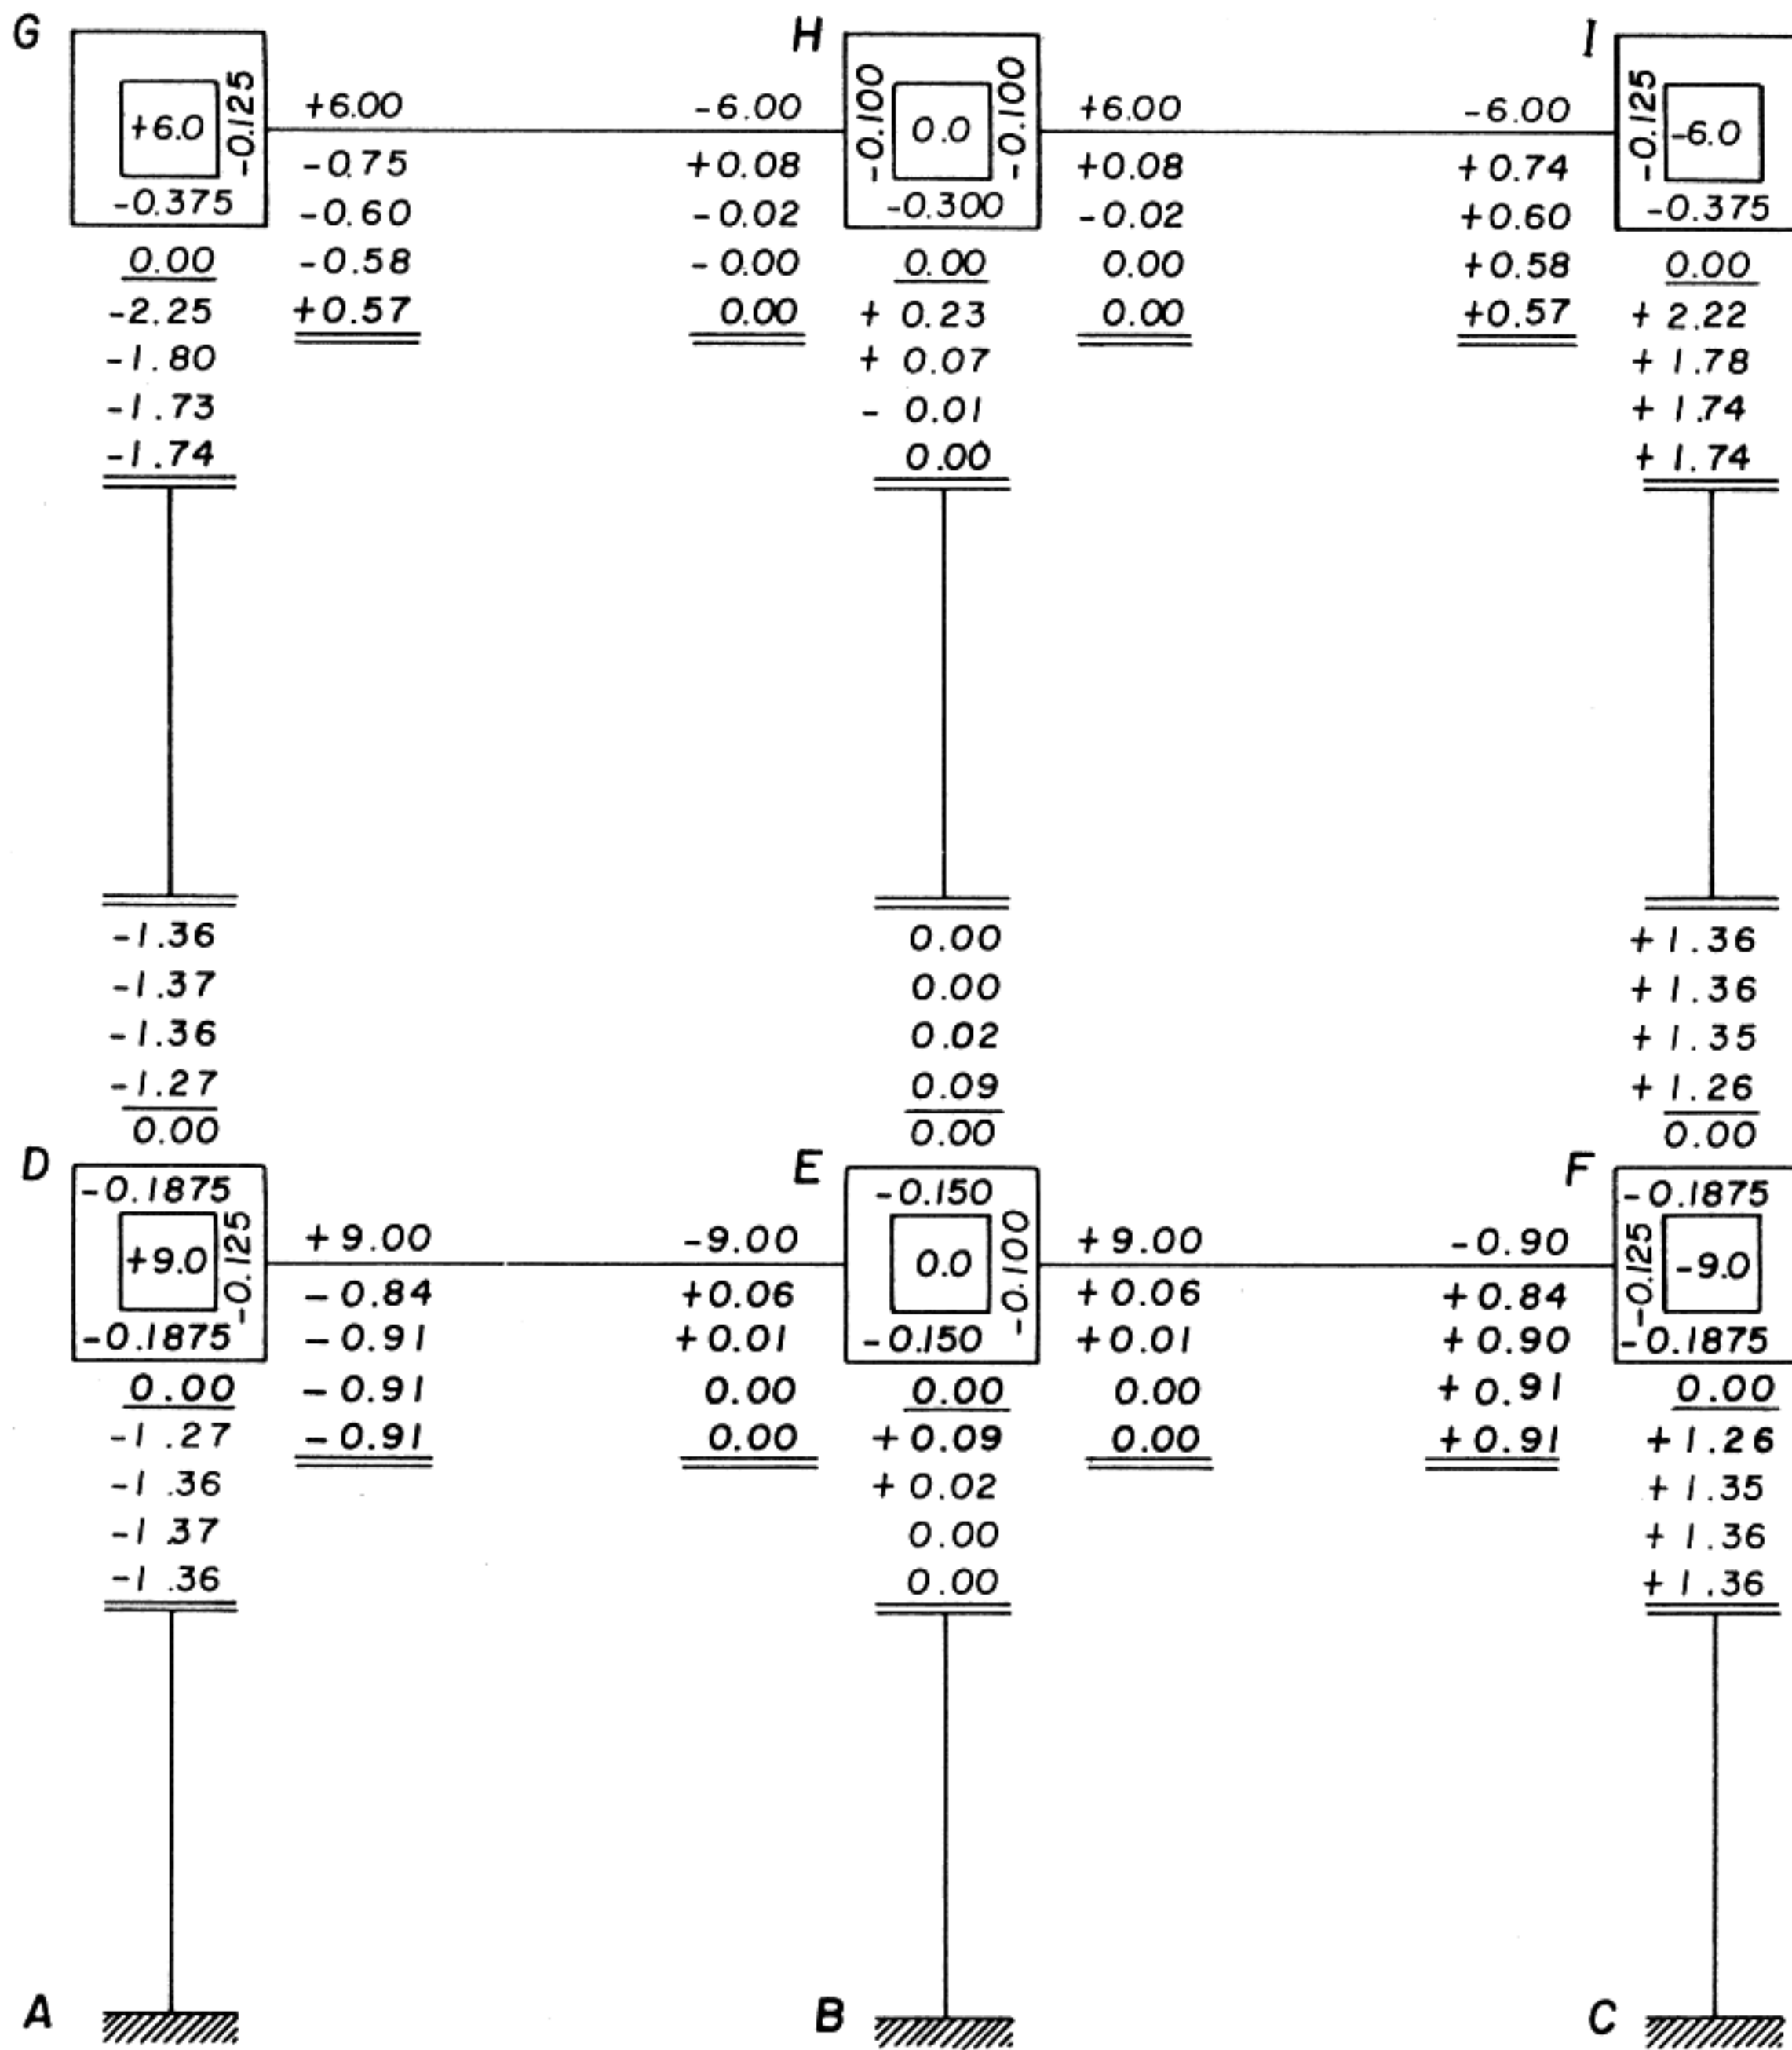 G H I
+6.00 -6.00 +6.00 -6.00
+6.0 -0.125 -0.100 0.0 -0.100 -0.125 -6.0
-0.75 +0.08 +0.08 +0.74
-0.375 -0.60 -0.02 -0.300 -0.02 +0.60 -0.375
0.00 -0.58 -0.00 0.00 0.00 +0.58 0.00
-2.25 +0.57 0.00 + 0.23 0.00 +0.57 + 2.22
-1.80 + 0.07 + 1.78
-1.73 - 0.01 + 1.74
-1.74 0.00 + 1.74
-1.36 0.00 + 1.36
-1.37 0.00 + 1.36
-1.36 0.02 + 1.35
-1.27 0.09 + 1.26
0.00 0.00 0.00
D E F
-0.1875 -0.150 -0.1875
+9.00 -9.00 +9.00 -0.90
+9.0 -0.125 0.0 -0.100 -0.125 -9.0
-0.84 +0.06 +0.06 +0.84
-0.1875 -0.91 +0.01 -0.150 +0.01 +0.90 -0.1875
0.00 -0.91 0.00 0.00 0.00 +0.91 0.00
-1.27 -0.91 0.00 +0.09 0.00 +0.91 +1.26
-1.36 +0.02 +1.35
-1 37 0.00 + 1.36
-1.36 0.00 + 1.36
A B C